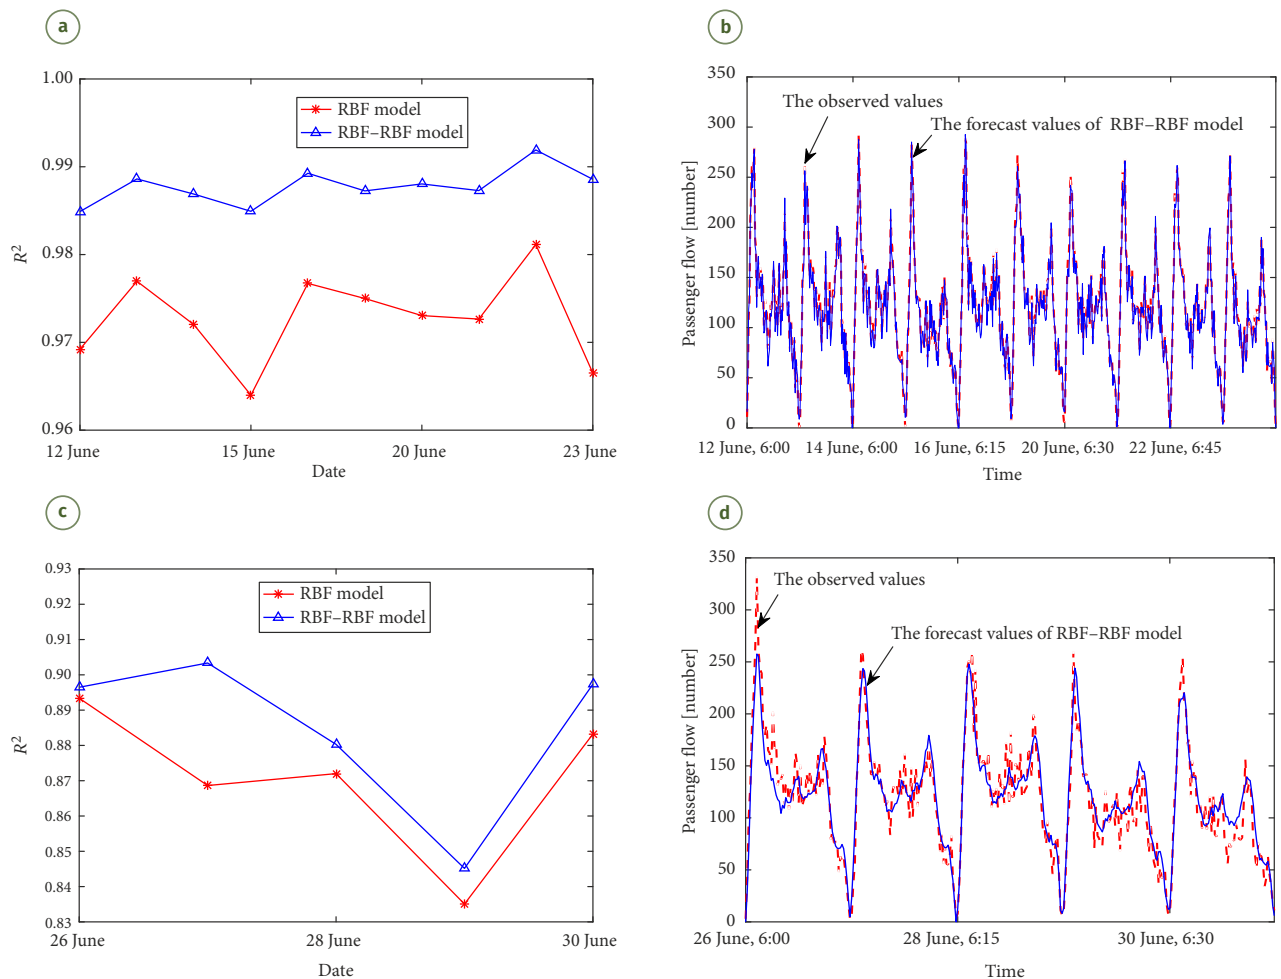 a
1.00
0.99
0.98
0.97
0.96
R²
RBF model
RBF–RBF model
12 June
15 June
20 June
23 June
Date
b
350
300
250
200
150
100
50
0
Passenger flow [number]
The observed values
The forecast values of RBF–RBF model
12 June, 6:00
14 June, 6:00
16 June, 6:15
20 June, 6:30
22 June, 6:45
Time
c
0.93
0.92
0.91
0.90
0.89
0.88
0.87
0.86
0.85
0.84
0.83
R²
RBF model
RBF–RBF model
26 June
28 June
30 June
Date
d
350
300
250
200
150
100
50
0
Passenger flow [number]
The observed values
The forecast values of RBF–RBF model
26 June, 6:00
28 June, 6:15
30 June, 6:30
Time